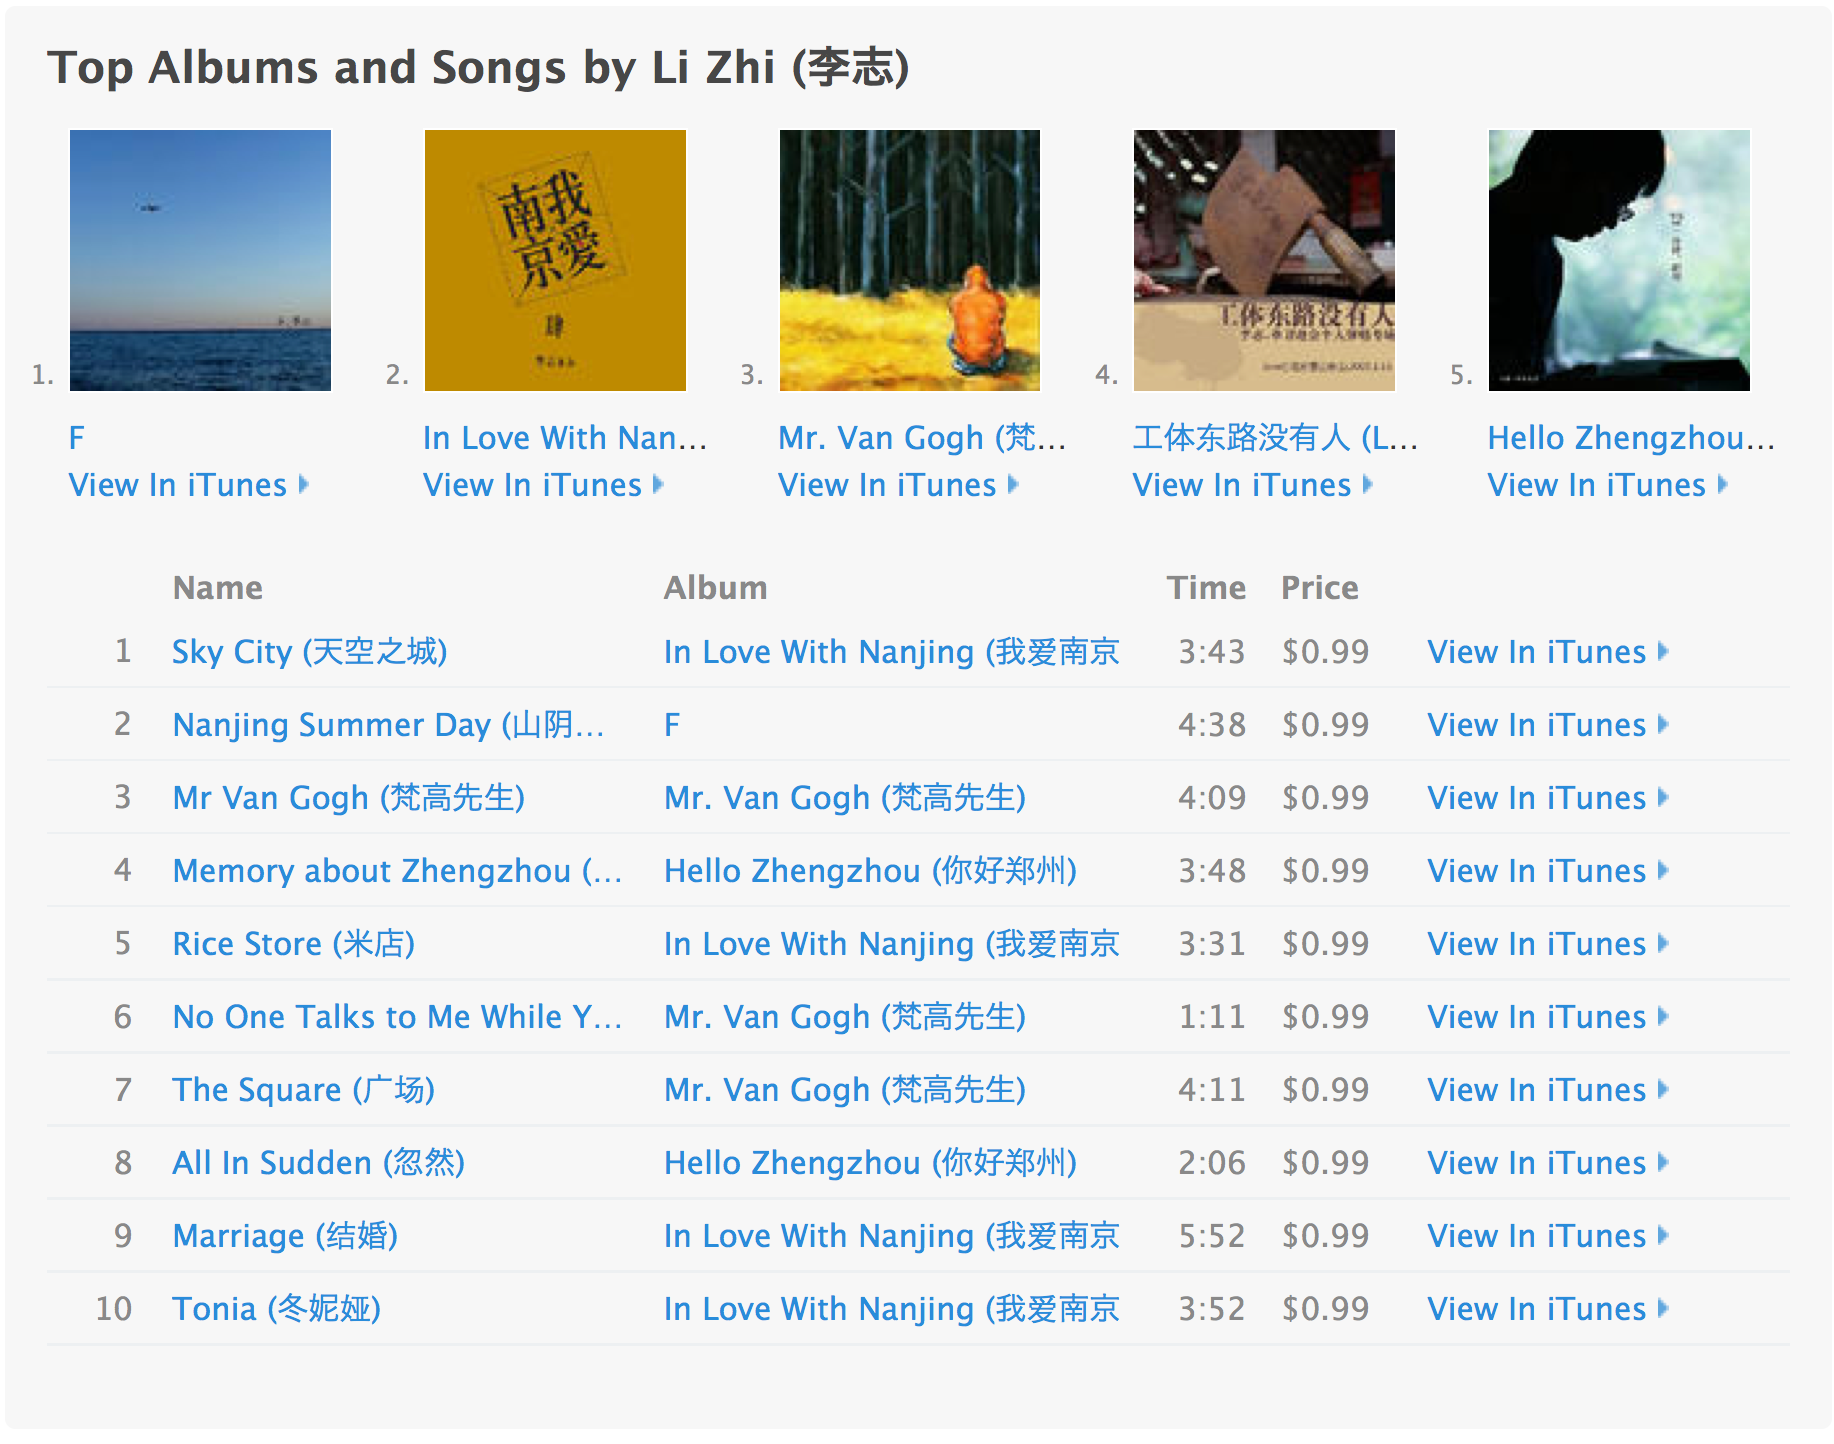 Top Albums and Songs by Li Zhi (李志)
南我
京愛
肆
工体东路没有人
1.
2.
3.
4.
5.
F
In Love With Nan...
Mr. Van Gogh (梵...
工体东路没有人 (L...
Hello Zhengzhou...
View In iTunes
View In iTunes
View In iTunes
View In iTunes
View In iTunes
Name Album Time Price
1 Sky City (天空之城) In Love With Nanjing (我爱南京 3:43 $0.99 View In iTunes
2 Nanjing Summer Day (山阴... F 4:38 $0.99 View In iTunes
3 Mr Van Gogh (梵高先生) Mr. Van Gogh (梵高先生) 4:09 $0.99 View In iTunes
4 Memory about Zhengzhou (... Hello Zhengzhou (你好郑州) 3:48 $0.99 View In iTunes
5 Rice Store (米店) In Love With Nanjing (我爱南京 3:31 $0.99 View In iTunes
6 No One Talks to Me While Y... Mr. Van Gogh (梵高先生) 1:11 $0.99 View In iTunes
7 The Square (广场) Mr. Van Gogh (梵高先生) 4:11 $0.99 View In iTunes
8 All In Sudden (忽然) Hello Zhengzhou (你好郑州) 2:06 $0.99 View In iTunes
9 Marriage (结婚) In Love With Nanjing (我爱南京 5:52 $0.99 View In iTunes
10 Tonia (冬妮娅) In Love With Nanjing (我爱南京 3:52 $0.99 View In iTunes